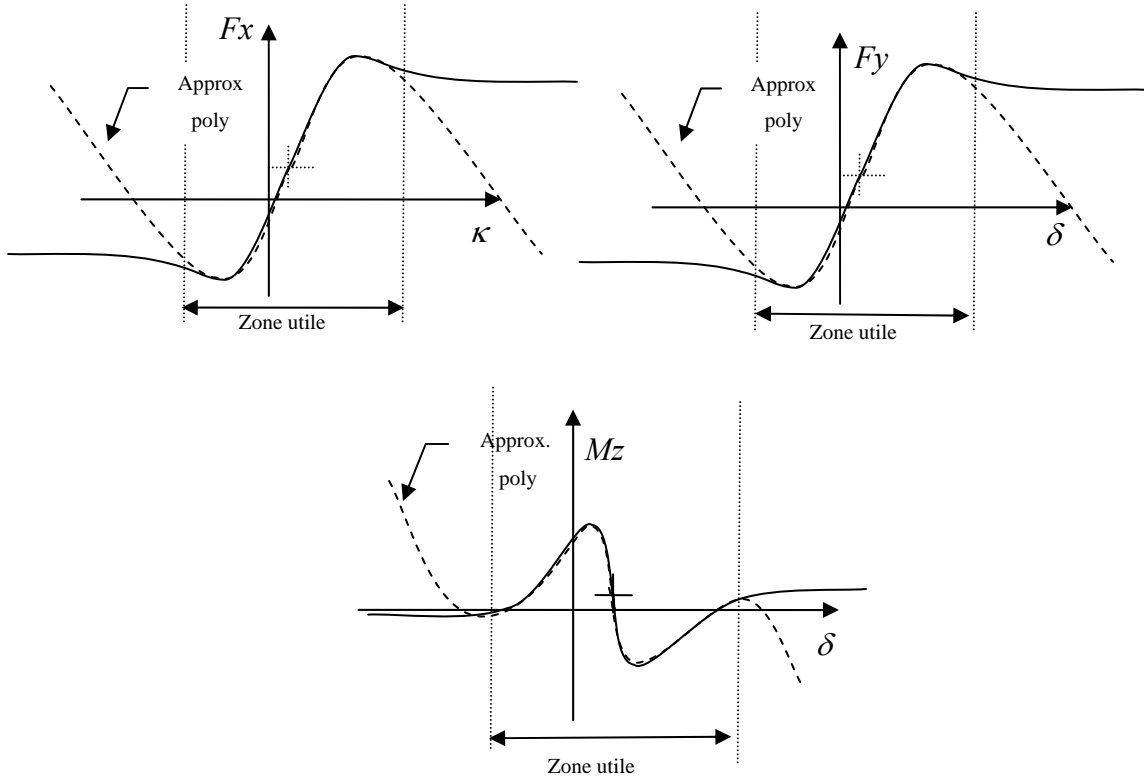 Fx
Approx
poly
κ
Zone utile
Fy
Approx
poly
δ
Zone utile
Mz
Approx.
poly
δ
Zone utile